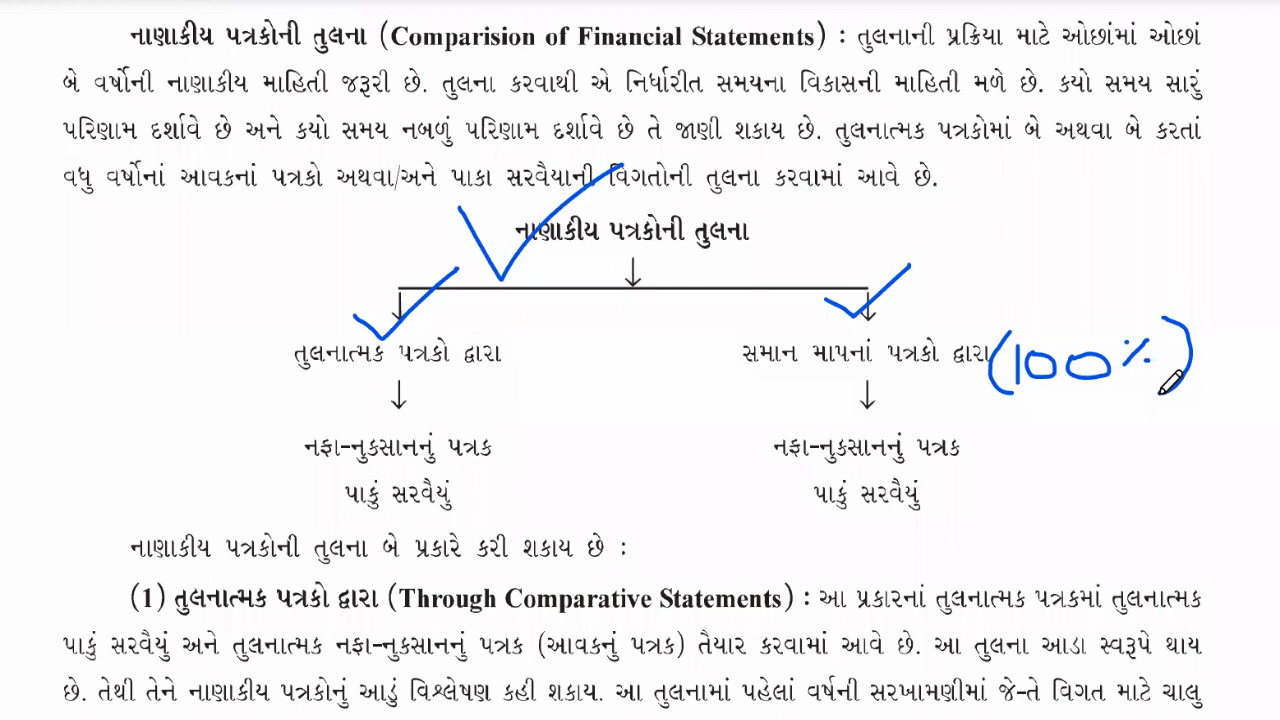 નાણાકીય પત્રકોની તુલના (Comparision of Financial Statements) : તુલનાની પ્રક્રિયા માટે ઓછાંમાં ઓછાં
બે વર્ષોની નાણાકીય માહિતી જરૂરી છે. તુલના કરવાથી એ નિર્ધારીત સમયના વિકાસની માહિતી મળે છે. કયો સમય સારું
પરિણામ દર્શાવે છે અને કયો સમય નબળું પરિણામ દર્શાવે છે તે જાણી શકાય છે. તુલનાત્મક પત્રકોમાં બે અથવા બે કરતાં
વધુ વર્ષોનાં આવકનાં પત્રકો અથવા/અને પાકા સરવૈયાની વિગતોની તુલના કરવામાં આવે છે.
નાણાકીય પત્રકોની તુલના
તુલનાત્મક પત્રકો દ્વારા સમાન માપનાં પત્રકો દ્વારા (100%)
નફા-નુકસાનનું પત્રક નફા-નુકસાનનું પત્રક
પાકું સરવૈયું પાકું સરવૈયું
નાણાકીય પત્રકોની તુલના બે પ્રકારે કરી શકાય છે :
(1) તુલનાત્મક પત્રકો દ્વારા (Through Comparative Statements) : આ પ્રકારનાં તુલનાત્મક પત્રકમાં તુલનાત્મક
પાકું સરવૈયું અને તુલનાત્મક નફા-નુકસાનનું પત્રક (આવકનું પત્રક) તૈયાર કરવામાં આવે છે. આ તુલના આડા સ્વરૂપે થાય
છે. તેથી તેને નાણાકીય પત્રકોનું આડું વિશ્લેષણ કહી શકાય. આ તુલનામાં પહેલાં વર્ષની સરખામણીમાં જે-તે વિગત માટે ચાલુ